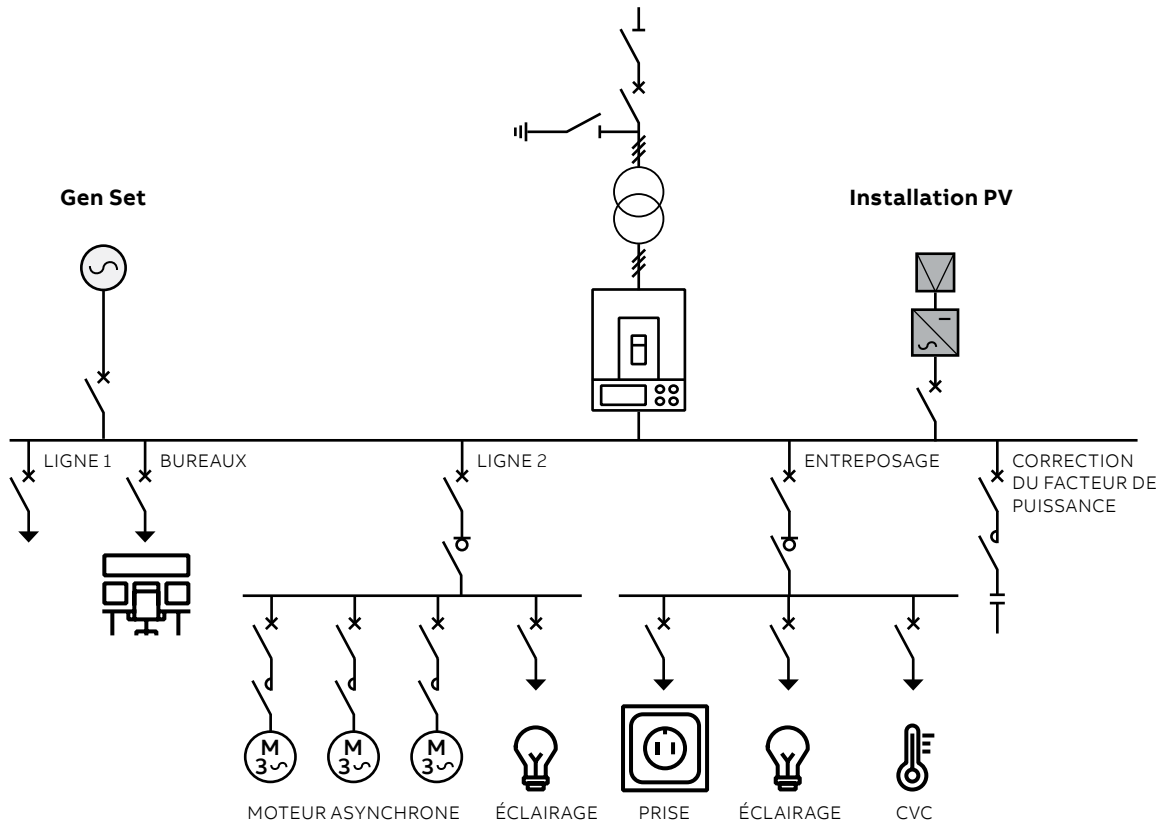 Gen Set
Installation PV
LIGNE 1
BUREAUX
LIGNE 2
ENTREPOSAGE
CORRECTION
DU FACTEUR DE
PUISSANCE
M
3
M
3
M
3
MOTEUR ASYNCHRONE
ÉCLAIRAGE
PRISE
ÉCLAIRAGE
CVC